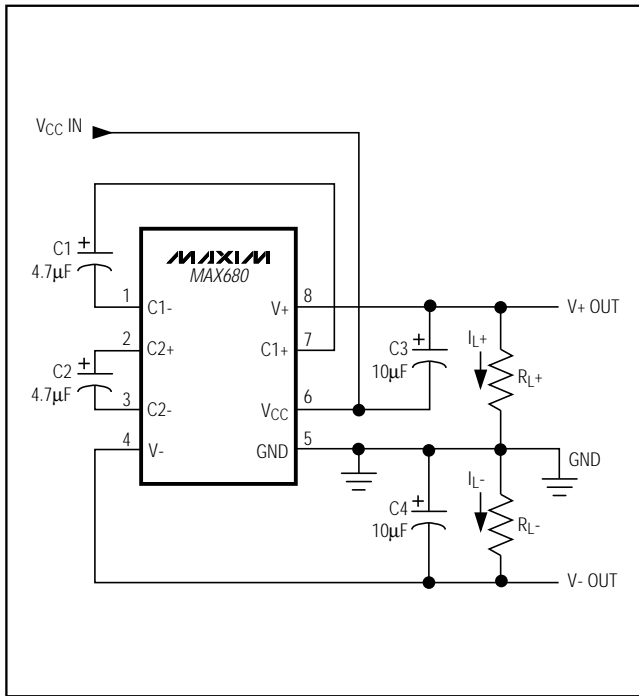 VCC IN
C1
+
4.7µF
MAXIM
MAX680
1 C1-
V+ 8
V+ OUT
2 C2+
C1+ 7
C2
+
4.7µF
3 C2-
VCC 6
4 V-
GND 5
+
C3
10µF
IL+
RL+
GND
+
C4
10µF
IL-
RL-
V- OUT